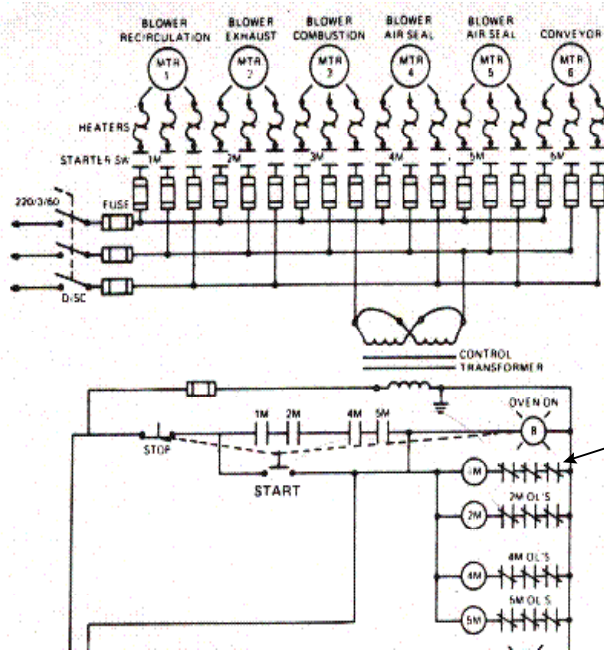 BLOWER RECIRCULATION
BLOWER EXHAUST
BLOWER COMBUSTION
BLOWER AIR SEAL
BLOWER AIR SEAL
CONVEYOR
MTR 1
MTR 2
MTR 3
MTR 4
MTR 5
MTR 6
HEATERS
STARTER SW
1M
2M
3M
4M
5M
6M
220/3/60
FUSE
DISC
CONTROL
TRANSFORMER
OVEN ON
1M
2M
4M
5M
B
STOP
START
1M
2M OL'S
2M
4M OL'S
4M
5M OL'S
5M